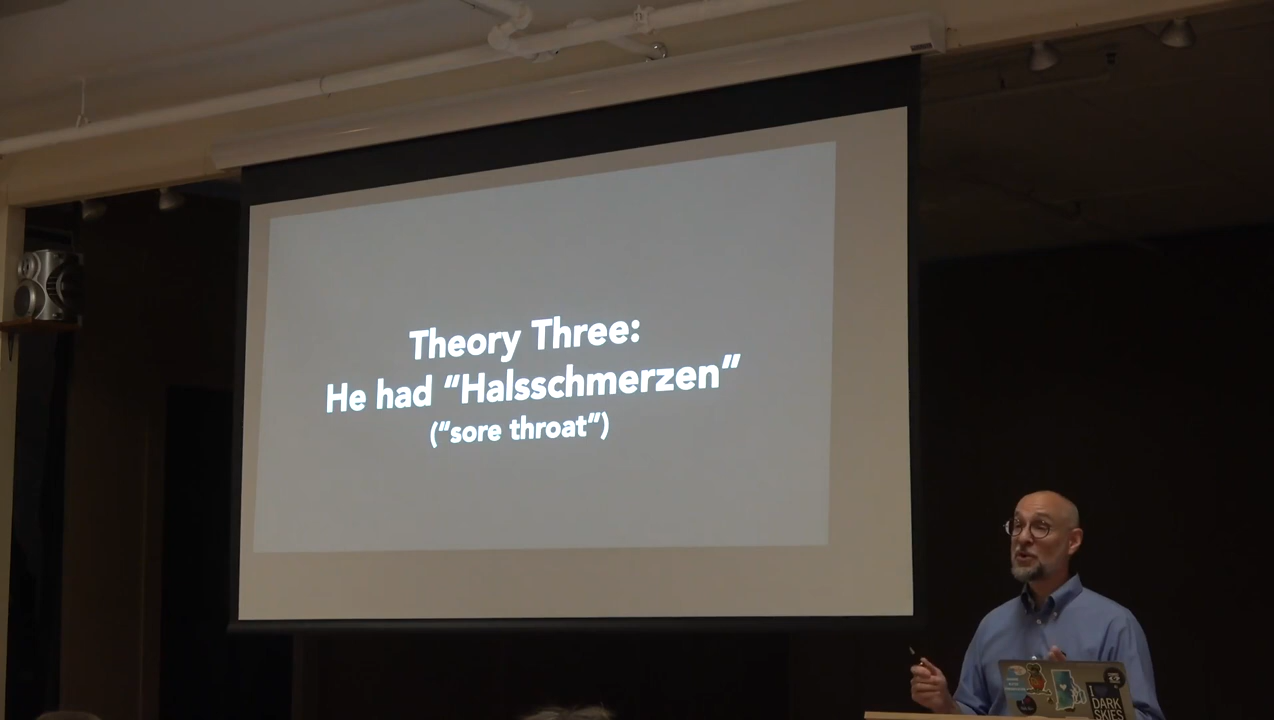 Theory Three:
He had “Halsschmerzen”
(“sore throat”)
I
DARK
SKIES